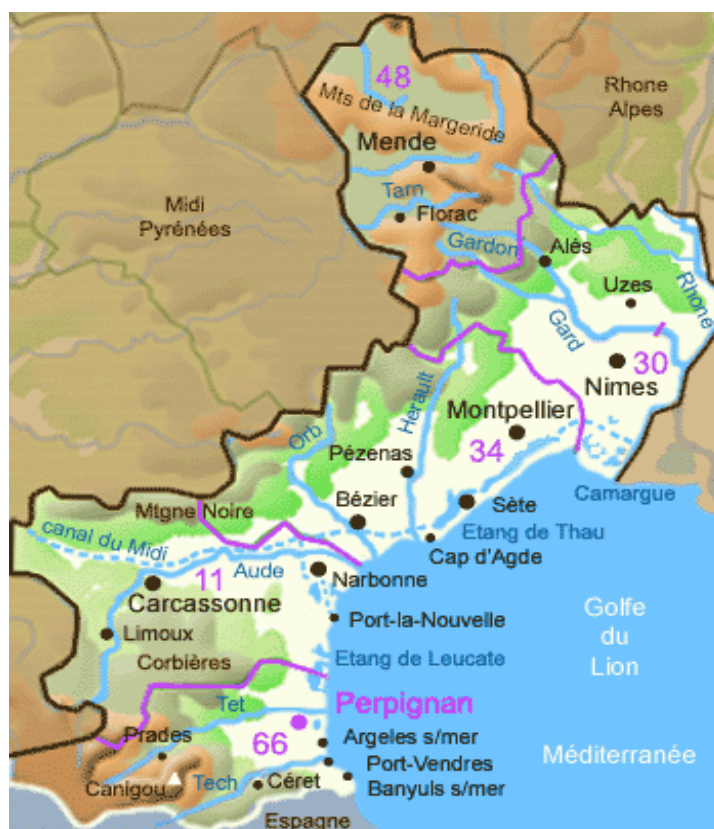 48
Mts de la Margeride
Rhone
Alpes
Mende
Tarn
Florac
Midi
Pyrénées
Gardon
Alés
Uzes
Rhone
Gard
30
Nimes
Herault
Montpellier
Orb
34
Pézenas
Camargue
Mtgne Noire
Bézier
Sète
canal du Midi
Etang de Thau
Cap d'Agde
11
Aude
Narbonne
Carcassonne
Port-la-Nouvelle
Golfe
du
Lion
Limoux
Corbières
Etang de Leucate
Tet
Perpignan
Prades
66
Argeles s/mer
Méditerranée
Port-Vendres
Canigou
Tech
Céret
Banyuls s/mer
Espagne